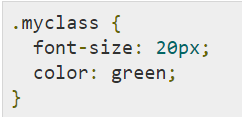 .myclass {
  font-size: 20px;
  color: green;
}